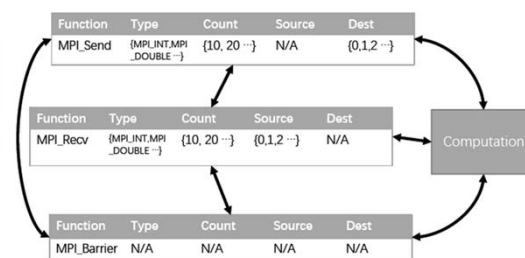 Function Type Count Source Dest
MPI_Send {MPI_INT,MPI _DOUBLE ···} {10, 20 ···} N/A {0,1,2 ···}
Function Type Count Source Dest
MPI_Recv {MPI_INT,MPI _DOUBLE ···} {10, 20 ···} {0,1,2 ···} N/A
Computation
Function Type Count Source Dest
MPI_Barrier N/A N/A N/A N/A